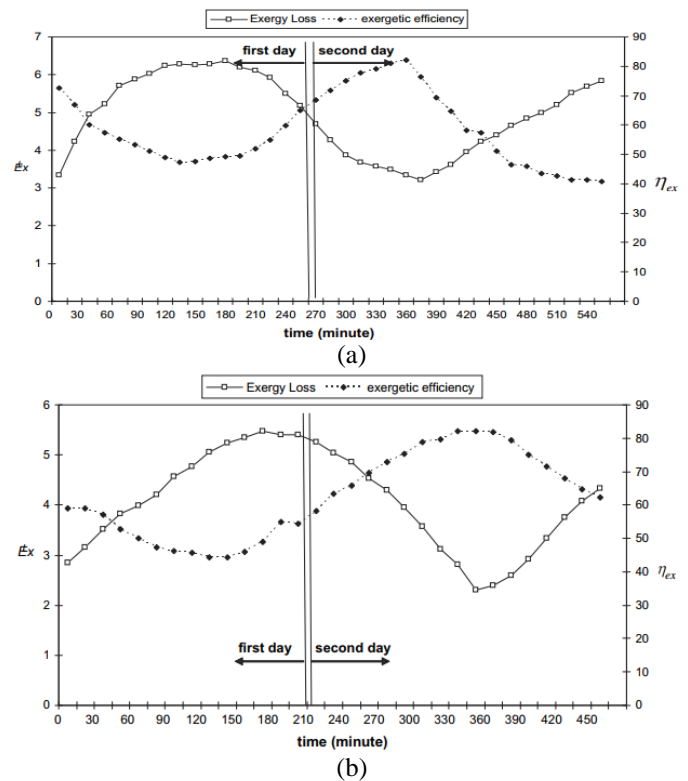 Exergy Loss exergetic efficiency
7 90
6 80
5 70
4 60
3 50
2 40
1 30
0 20
10
0
first day second day
Ėx
ηex
0 30 60 90 120 150 180 210 240 270 300 330 360 390 420 450 480 510 540
time (minute)
(a)
Exergy Loss exergetic efficiency
6 90
5 80
4 70
3 60
2 50
1 40
0 30
20
10
0
Ėx
ηex
first day second day
0 30 60 90 120 150 180 210 240 270 300 330 360 390 420 450
time (minute)
(b)